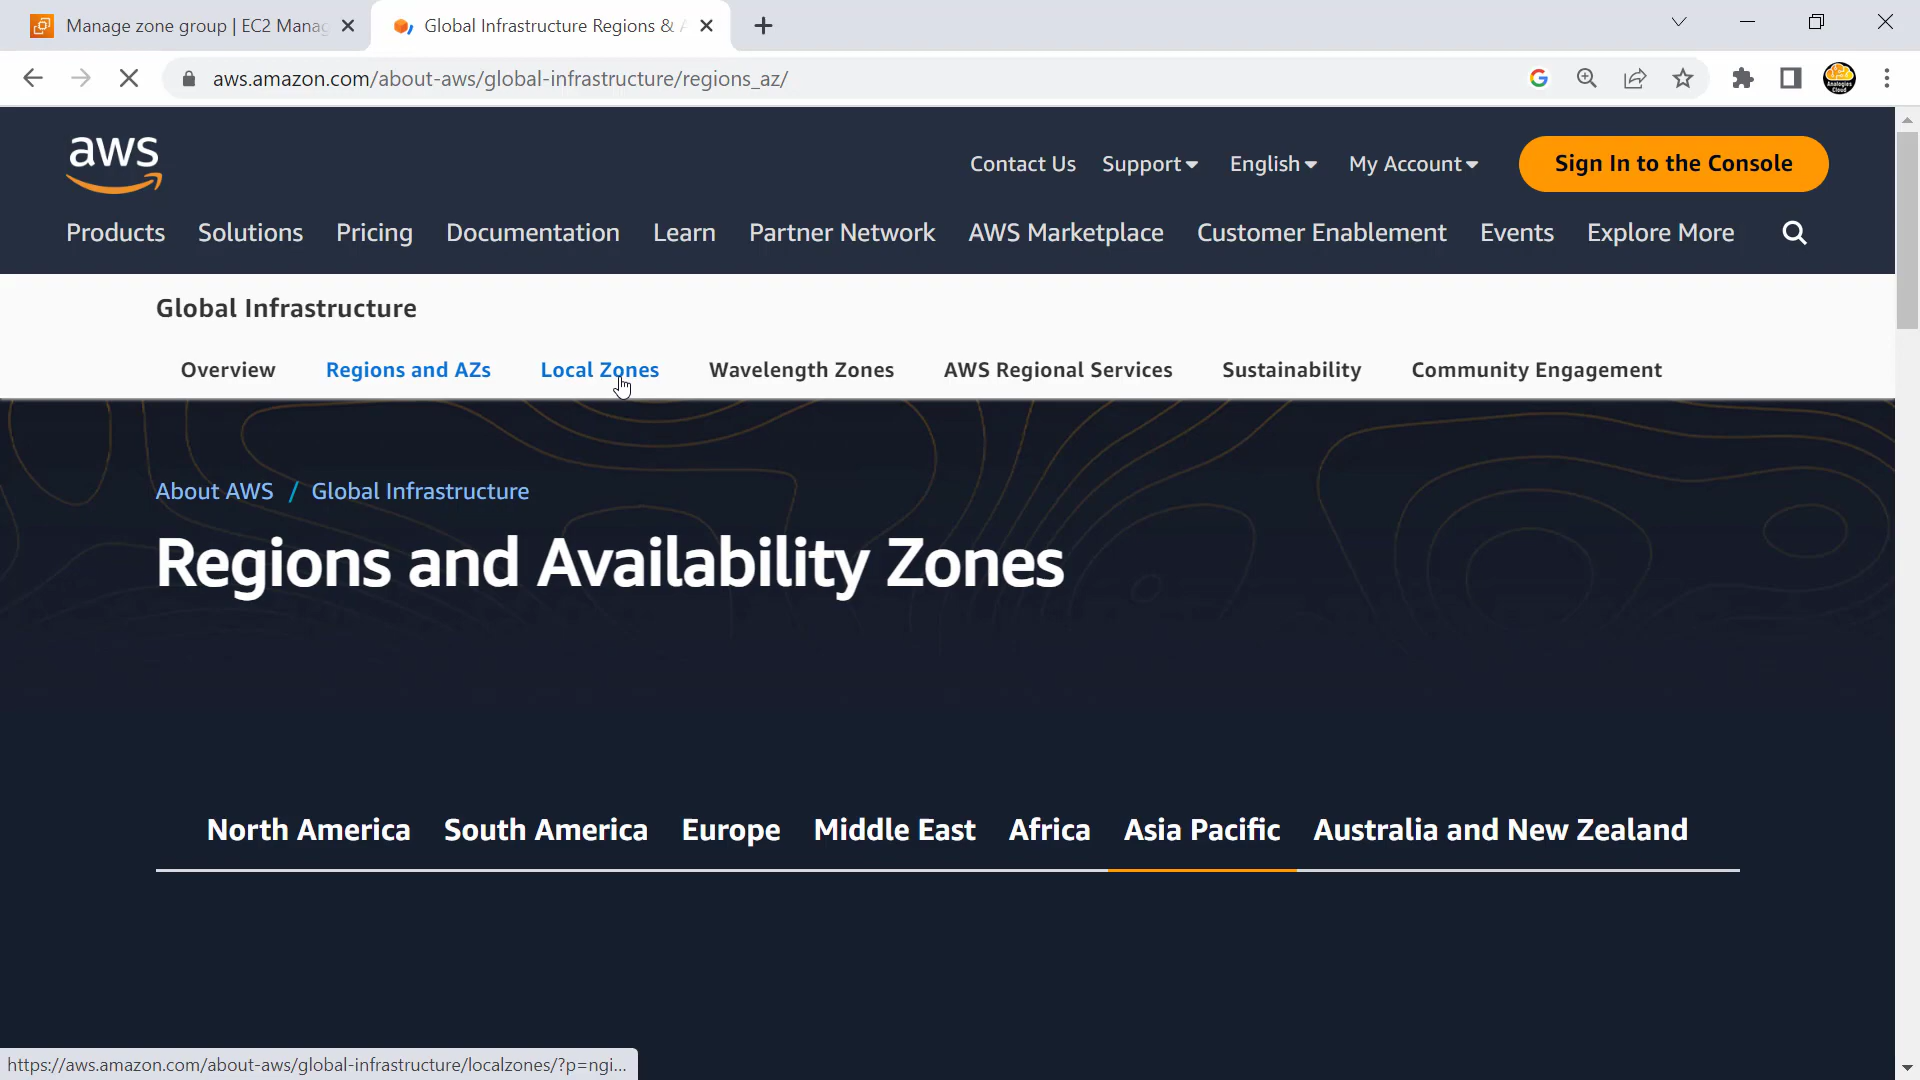 Manage zone group | EC2 Manag
Global Infrastructure Regions &
aws.amazon.com/about-aws/global-infrastructure/regions_az/
aws
Contact Us Support English My Account Sign In to the Console
Products Solutions Pricing Documentation Learn Partner Network AWS Marketplace Customer Enablement Events Explore More
Global Infrastructure
Overview Regions and AZs Local Zones Wavelength Zones AWS Regional Services Sustainability Community Engagement
About AWS / Global Infrastructure
Regions and Availability Zones
North America South America Europe Middle East Africa Asia Pacific Australia and New Zealand
https://aws.amazon.com/about-aws/global-infrastructure/localzones/?p=ngi...